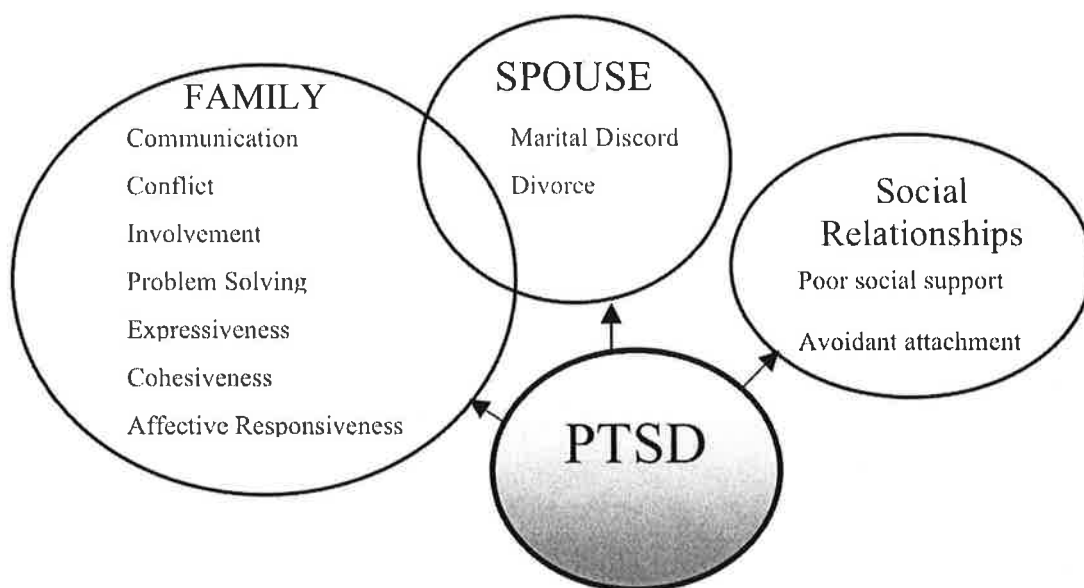 FAMILY
Communication
Conflict
Involvement
Problem Solving
Expressiveness
Cohesiveness
Affective Responsiveness
SPOUSE
Marital Discord
Divorce
Social
Relationships
Poor social support
Avoidant attachment
PTSD